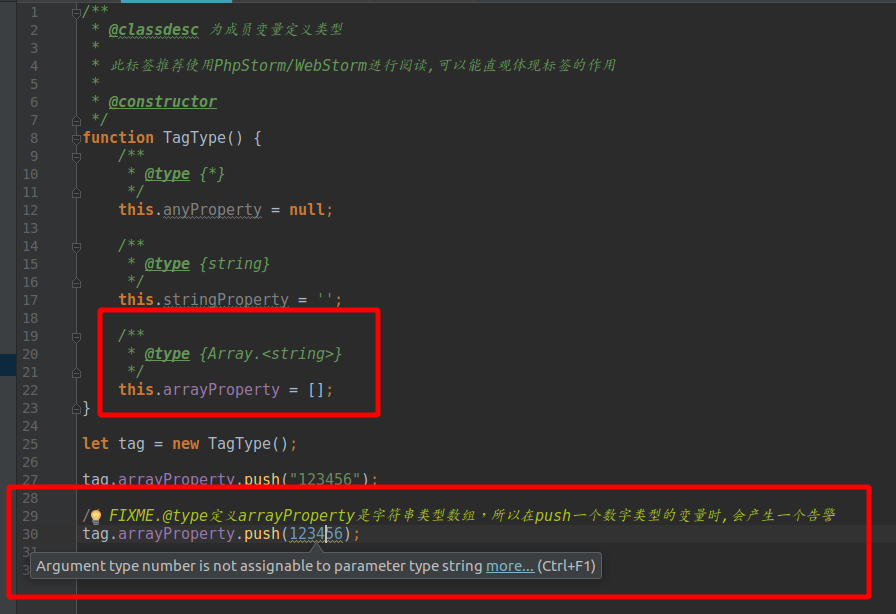 1 /**
2 * @classdesc 为成员变量定义类型
3 *
4 * 此标签推荐使用PhpStorm/WebStorm进行阅读,可以能直观体现标签的作用
5 *
6 * @constructor
7 */
8 function TagType() {
9 /**
10 * @type {*}
11 */
12 this.anyProperty = null;
13
14 /**
15 * @type {string}
16 */
17 this.stringProperty = '';
18
19 /**
20 * @type {Array.<string>}
21 */
22 this.arrayProperty = [];
23 }
24
25 let tag = new TagType();
26
27 tag.arrayProperty.push("123456");
28
29 / FIXME.@type定义arrayProperty是字符串类型数组，所以在push一个数字类型的变量时,会产生一个告警
30 tag.arrayProperty.push(123456);
31
3
Argument type number is not assignable to parameter type string more... (Ctrl+F1)